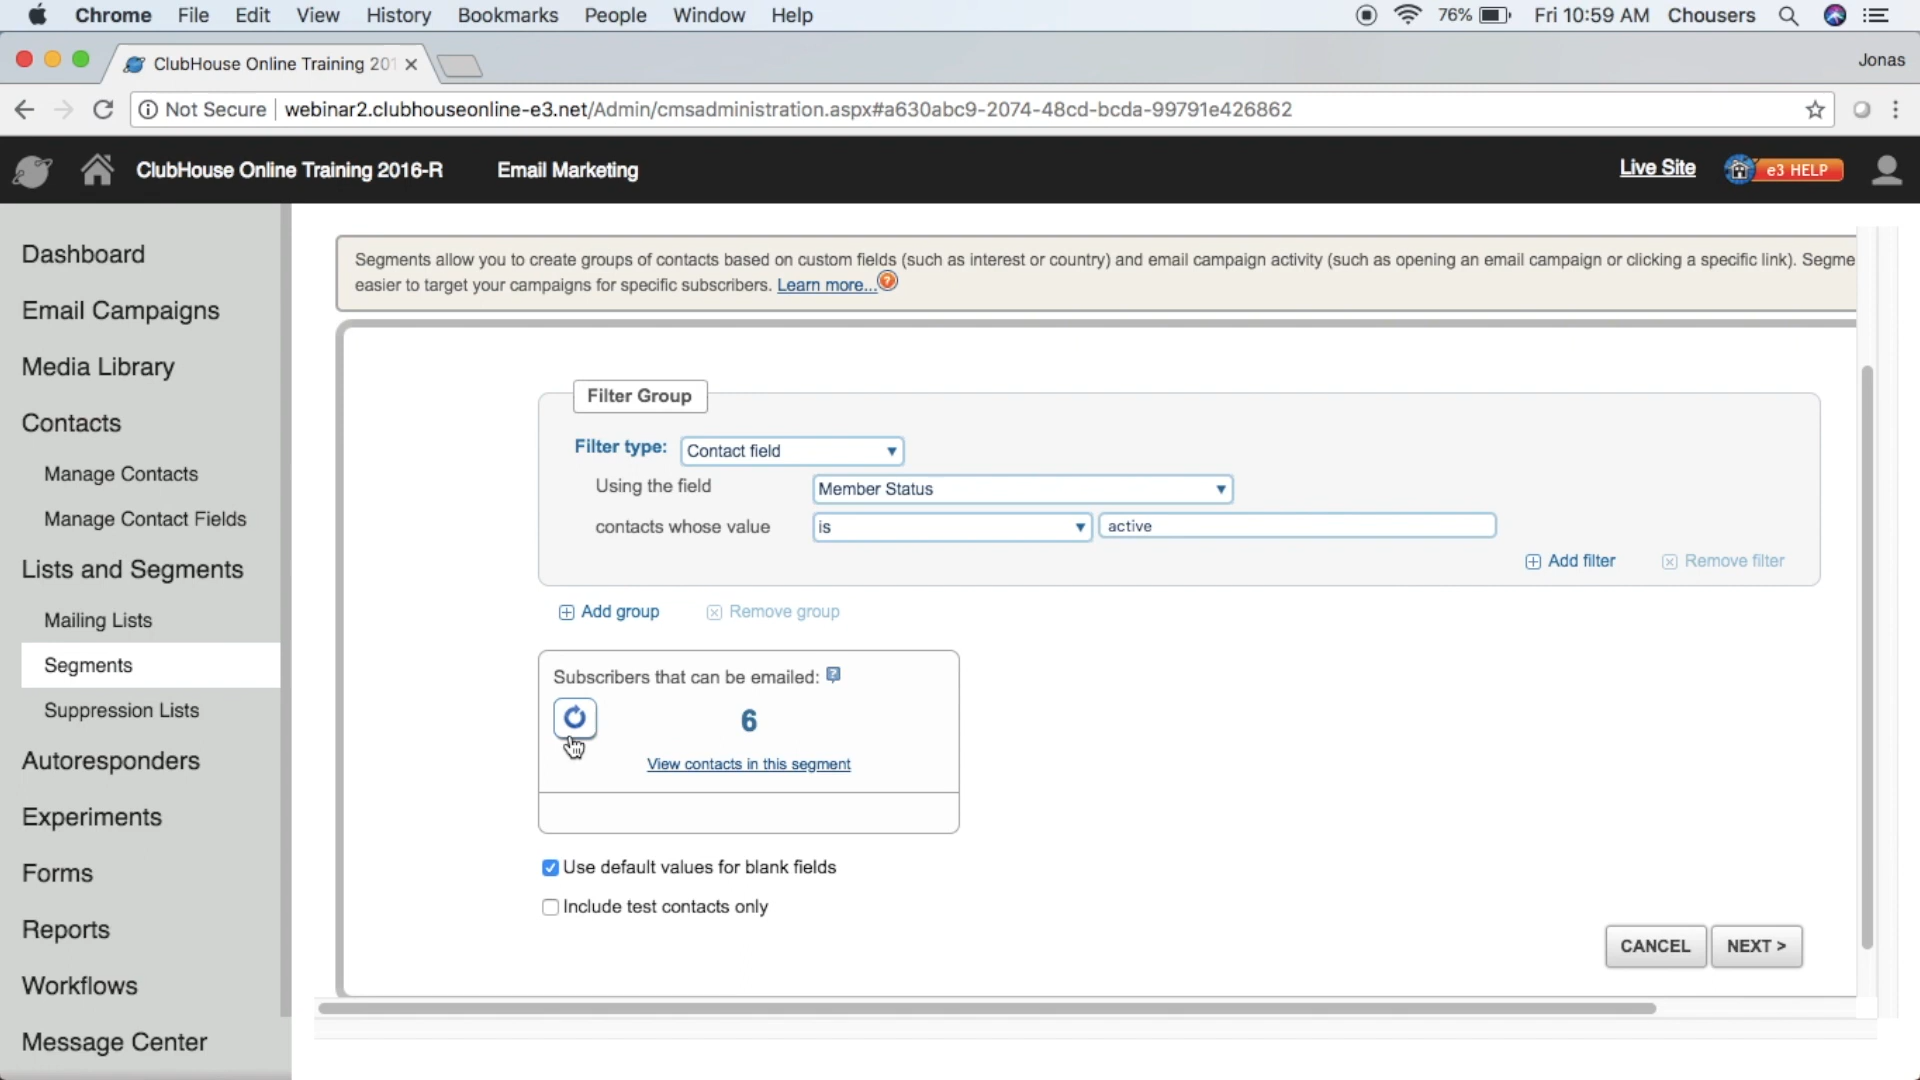 Chrome File Edit View History Bookmarks People Window Help 76% Fri 10:59 AM Chousers
ClubHouse Online Training 201 Jonas
Not Secure webinar2.clubhouseonline-e3.net/Admin/cmsadministration.aspx#a630abc9-2074-48cd-bcda-99791e426862
ClubHouse Online Training 2016-R Email Marketing Live Site e3 HELP
Dashboard
Email Campaigns
Media Library
Contacts
Manage Contacts
Manage Contact Fields
Lists and Segments
Mailing Lists
Segments
Suppression Lists
Autoresponders
Experiments
Forms
Reports
Workflows
Message Center
Segments allow you to create groups of contacts based on custom fields (such as interest or country) and email campaign activity (such as opening an email campaign or clicking a specific link). Segme
easier to target your campaigns for specific subscribers. Learn more... ?
Filter Group
Filter type: Contact field
Using the field Member Status
contacts whose value is active
Add filter Remove filter
Add group Remove group
Subscribers that can be emailed: ?
6
View contacts in this segment
Use default values for blank fields
Include test contacts only
CANCEL NEXT >